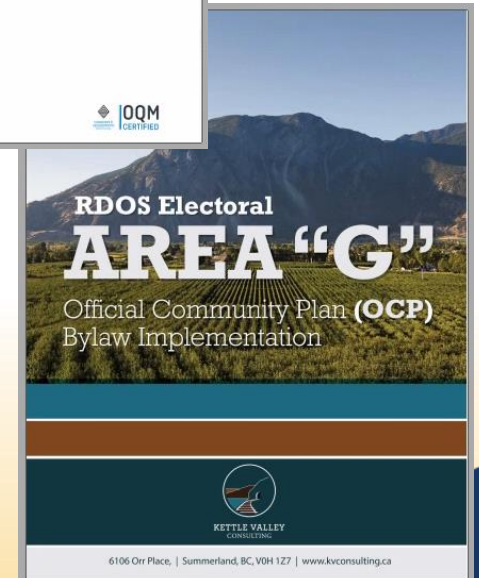 OQM
CERTIFIED
RDOS Electoral
AREA “G”
Official Community Plan (OCP)
Bylaw Implementation
KETTLE VALLEY
CONSULTING
6106 Orr Place, | Summerland, BC, V0H 1Z7 | www.kvconsulting.ca